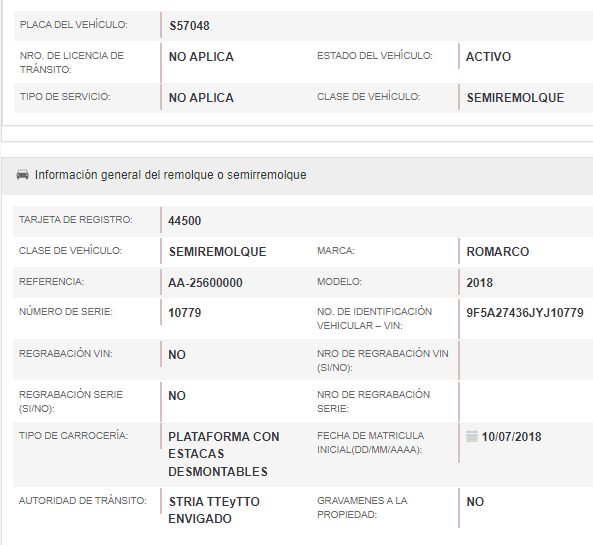 PLACA DEL VEHÍCULO: S57048
NRO. DE LICENCIA DE TRÁNSITO: NO APLICA ESTADO DEL VEHÍCULO: ACTIVO
TIPO DE SERVICIO: NO APLICA CLASE DE VEHÍCULO: SEMIREMOLQUE
Información general del remolque o semirremolque
TARJETA DE REGISTRO: 44500
CLASE DE VEHÍCULO: SEMIREMOLQUE MARCA: ROMARCO
REFERENCIA: AA-25600000 MODELO: 2018
NÚMERO DE SERIE: 10779 NO. DE IDENTIFICACIÓN VEHICULAR – VIN: 9F5A27436JYJ10779
REGRABACIÓN VIN: NO NRO DE REGRABACIÓN VIN (SI/NO):
REGRABACIÓN SERIE (SI/NO): NO NRO DE REGRABACIÓN SERIE:
TIPO DE CARROCERÍA: PLATAFORMA CON ESTACAS DESMONTABLES FECHA DE MATRICULA INICIAL(DD/MM/AAAA): 10/07/2018
AUTORIDAD DE TRÁNSITO: STRIA TTEyTTO ENVIGADO GRAVAMENES A LA PROPIEDAD: NO